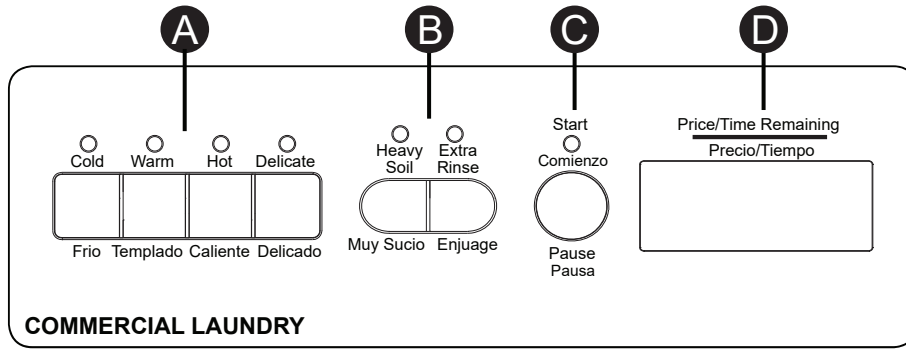 A B C D
Cold Warm Hot Delicate
Frio Templado Caliente Delicado
Heavy Soil
Extra Rinse
Muy Sucio Enjuage
Start
Comienzo
Pause
Pausa
Price/Time Remaining
Precio/Tiempo
COMMERCIAL LAUNDRY